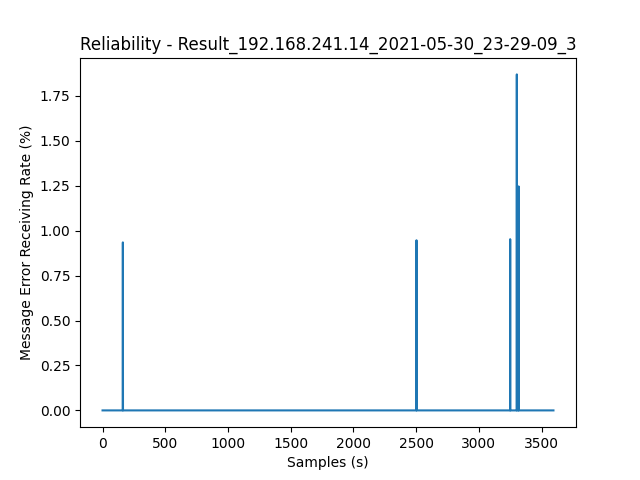 Reliability - Result_192.168.241.14_2021-05-30_23-29-09_3
Message Error Receiving Rate (%)
1.75
1.50
1.25
1.00
0.75
0.50
0.25
0.00
0 500 1000 1500 2000 2500 3000 3500
Samples (s)